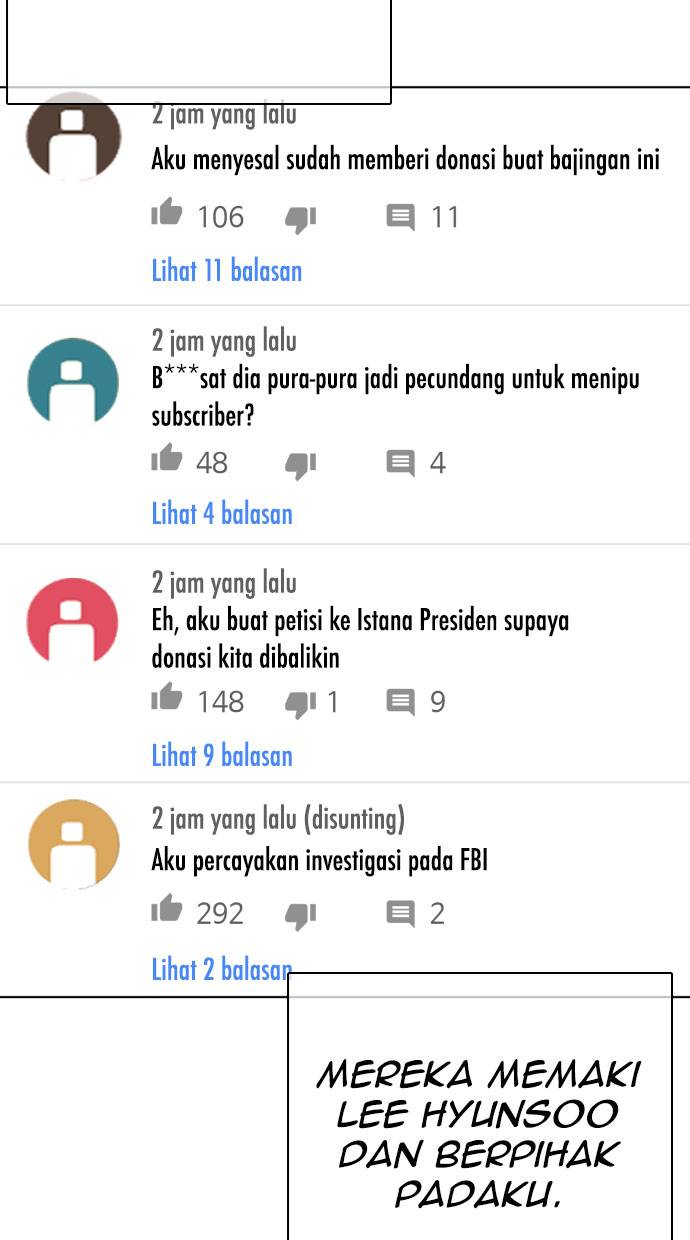 2 jam yang lalu
Aku menyesal sudah memberi donasi buat bajingan ini
106 11
Lihat 11 balasan
2 jam yang lalu
B***sat dia pura-pura jadi pecundang untuk menipu
subscriber?
48 4
Lihat 4 balasan
2 jam yang lalu
Eh, aku buat petisi ke Istana Presiden supaya
donasi kita dibalikin
148 1 9
Lihat 9 balasan
2 jam yang lalu (disunting)
Aku percayakan investigasi pada FBI
292 2
Lihat 2 balasan
MEREKA MEMAKI
LEE HYUNSOO
DAN BERPIHAK
PADAKU.